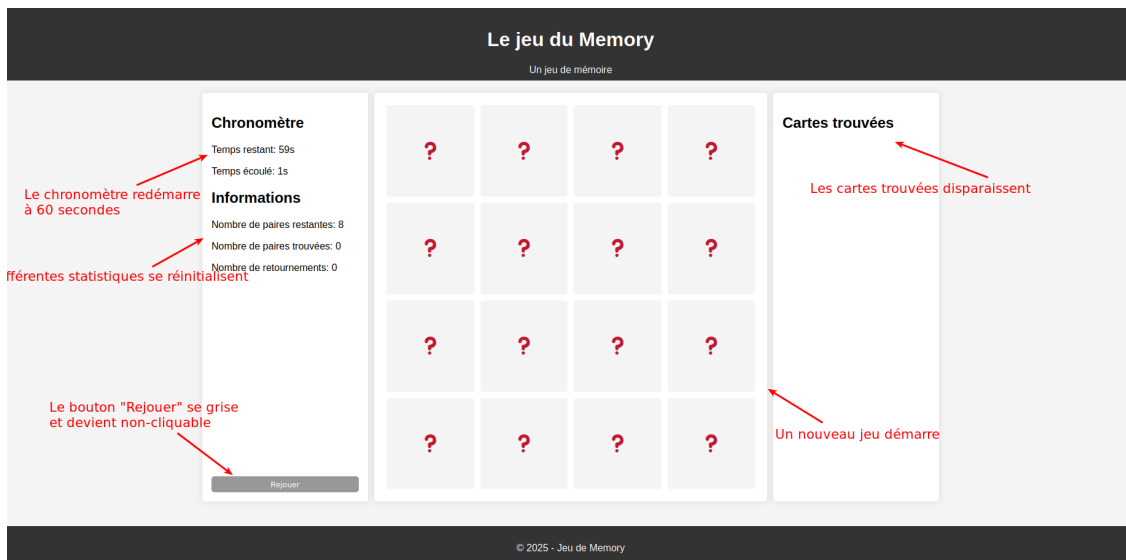 Le jeu du Memory
Un jeu de mémoire
Chronomètre
Temps restant: 59s
Temps écoulé: 1s
Le chronomètre redémarre
à 60 secondes
Informations
Nombre de paires restantes: 8
Nombre de paires trouvées: 0
Nombre de retournements: 0
fférentes statistiques se réinitialisent
Le bouton "Rejouer" se grise
et devient non-cliquable
Rejouer
? ? ? ?
? ? ? ?
? ? ? ?
? ? ? ?
Cartes trouvées
Les cartes trouvées disparaissent
Un nouveau jeu démarre
© 2025 - Jeu de Memory